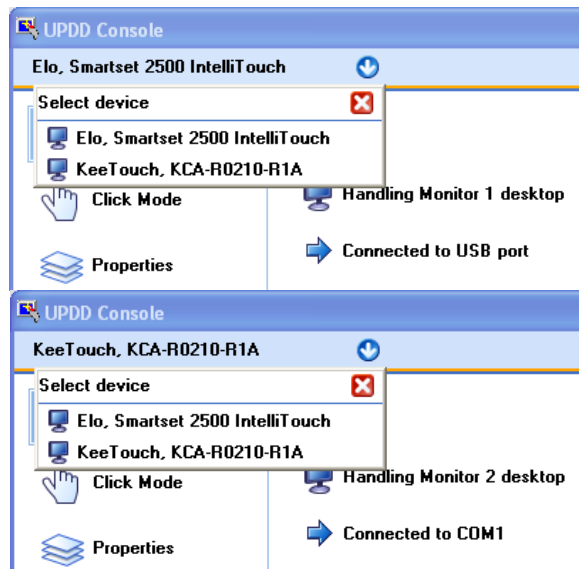 UPDD Console
Elo, Smartset 2500 IntelliTouch
Select device
Elo, Smartset 2500 IntelliTouch
KeeTouch, KCA-R0210-R1A
Click Mode
Handling Monitor 1 desktop
Properties
Connected to USB port
UPDD Console
KeeTouch, KCA-R0210-R1A
Select device
Elo, Smartset 2500 IntelliTouch
KeeTouch, KCA-R0210-R1A
Click Mode
Handling Monitor 2 desktop
Properties
Connected to COM1